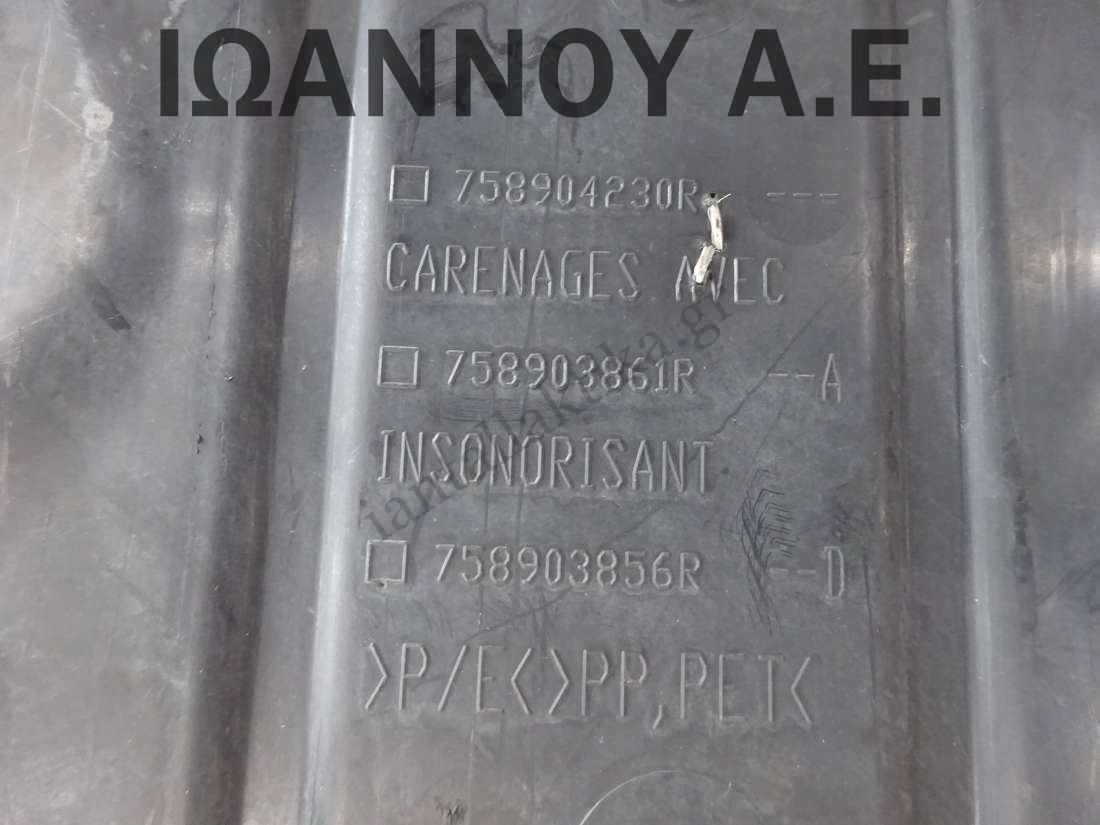 ΙΩΑΝΝΟΥ Α.Ε.
758904230R ---
CARENAGES AVEC
758903861R --A
INSONORISANT
758903856R --D
>P/E<>PP,PET<